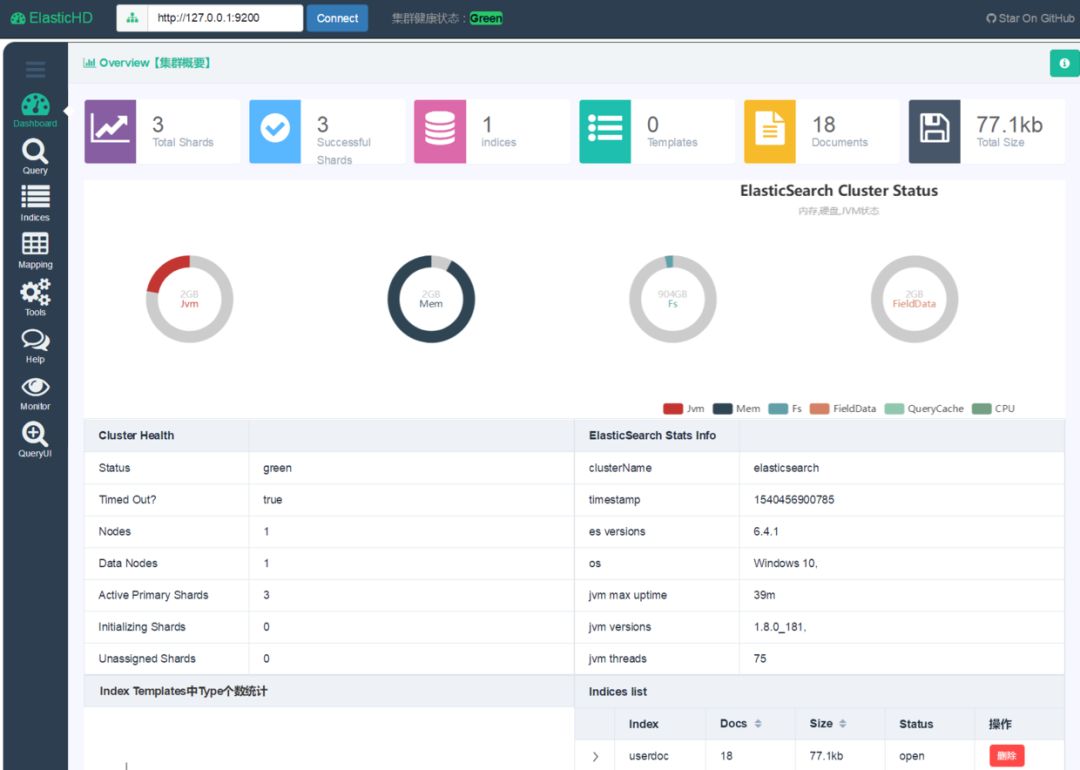 ElasticHD
http://127.0.0.1:9200
Connect
集群健康状态：Green
Star On GitHub
Overview【集群概要】
Dashboard
Query
Indices
Mapping
Tools
Help
Monitor
QueryUI
3
Total Shards
3
Successful
Shards
1
indices
0
Templates
18
Documents
77.1kb
Total Size
ElasticSearch Cluster Status
内存,硬盘,JVM状态
2GB
Jvm
2GB
Mem
904GB
Fs
2GB
FieldData
Jvm Mem Fs FieldData QueryCache CPU
Cluster Health
Status green
Timed Out? true
Nodes 1
Data Nodes 1
Active Primary Shards 3
Initializing Shards 0
Unassigned Shards 0
ElasticSearch Stats Info
clusterName elasticsearch
timestamp 1540456900785
es versions 6.4.1
os Windows 10,
jvm max uptime 39m
jvm versions 1.8.0_181,
jvm threads 75
Index Templates中Type个数统计
Indices list
Index Docs Size Status 操作
userdoc 18 77.1kb open 删除